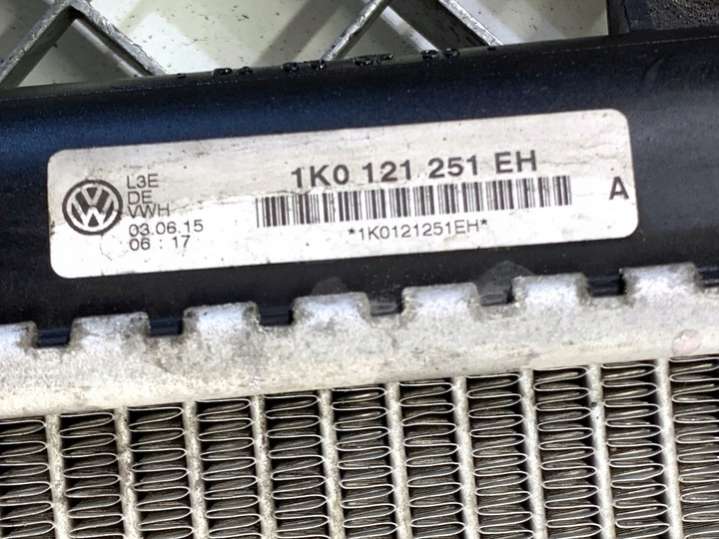 L3E
DE
VWH
03.06.15
06 : 17
1K0 121 251 EH
*1K0121251EH*
A